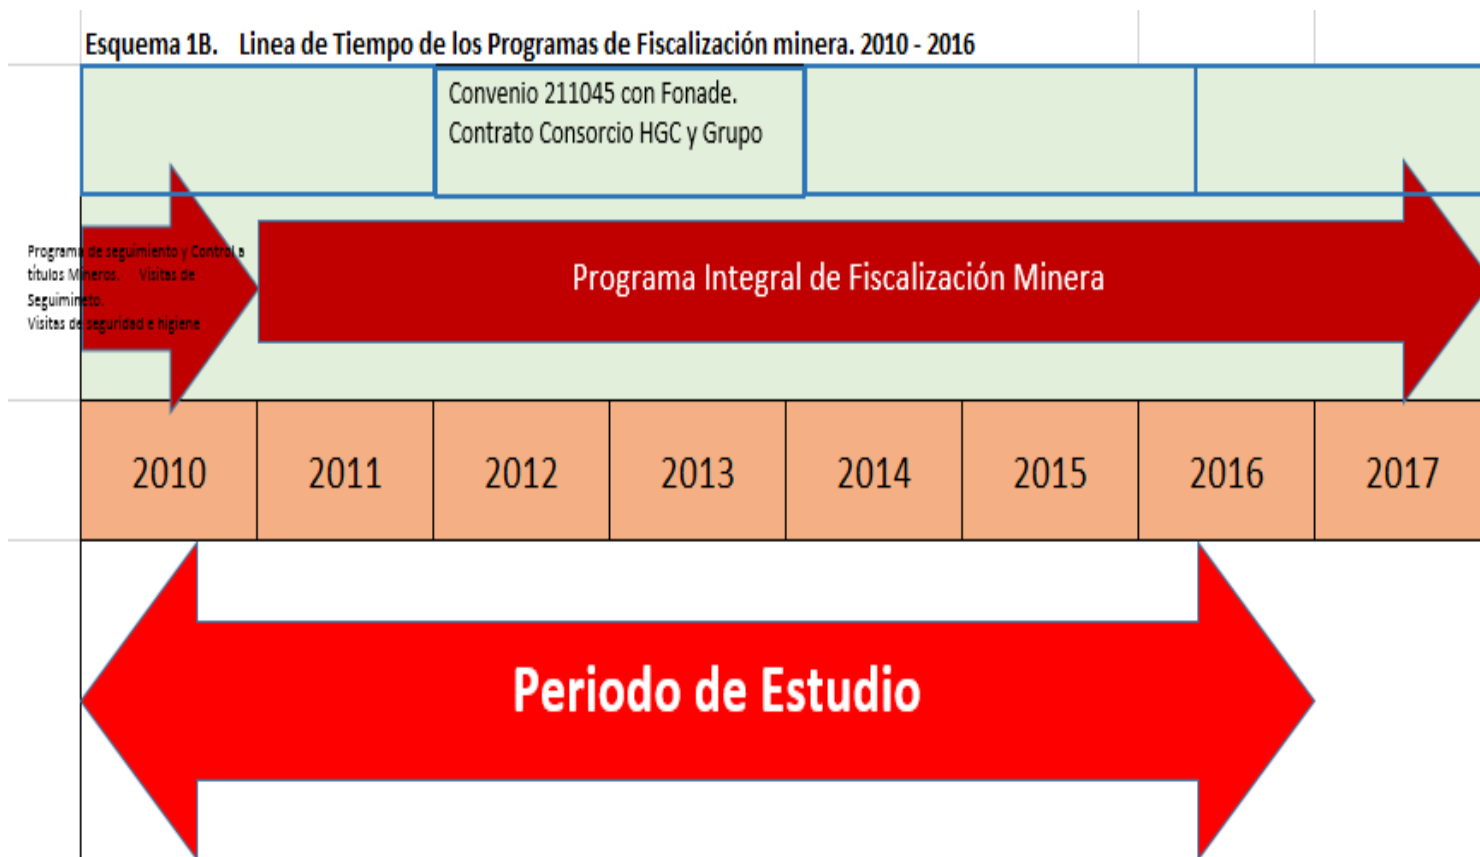 Esquema 1B. Linea de Tiempo de los Programas de Fiscalización minera. 2010 - 2016
Convenio 211045 con Fonade.
Contrato Consorcio HGC y Grupo
Programa de seguimiento y Control a
títulos Mineros. Visitas de
Seguimineto.
Visitas de seguridad e higiene
Programa Integral de Fiscalización Minera
2010 2011 2012 2013 2014 2015 2016 2017
Periodo de Estudio